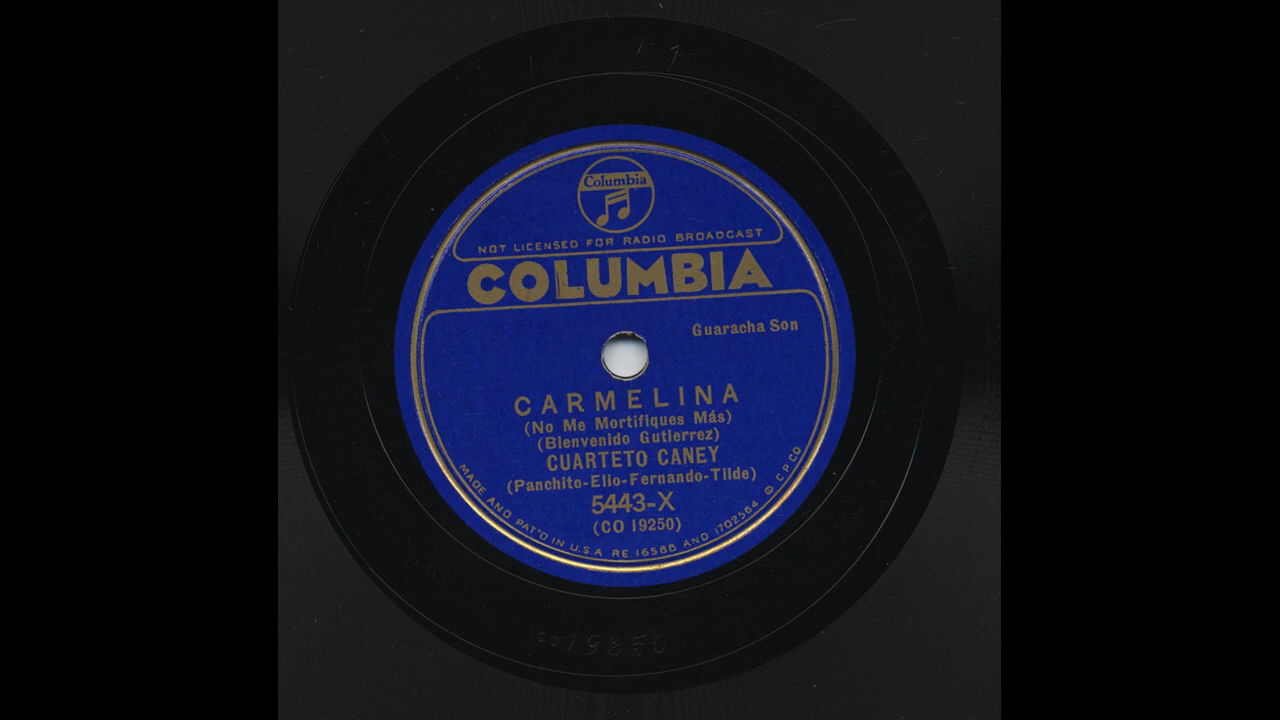 Columbia
NOT LICENSED FOR RADIO BROADCAST
COLUMBIA
Guaracha Son
CARMELINA
(No Me Mortifiques Más)
(Bienvenido Gutierrez)
CUARTETO CANEY
(Panchito-Elio-Fernando-Tilde)
5443-X
(CO 19250)
MADE AND PAT'D IN U.S.A RE.16588 AND 1702564 © C.P.CO
CO 19250